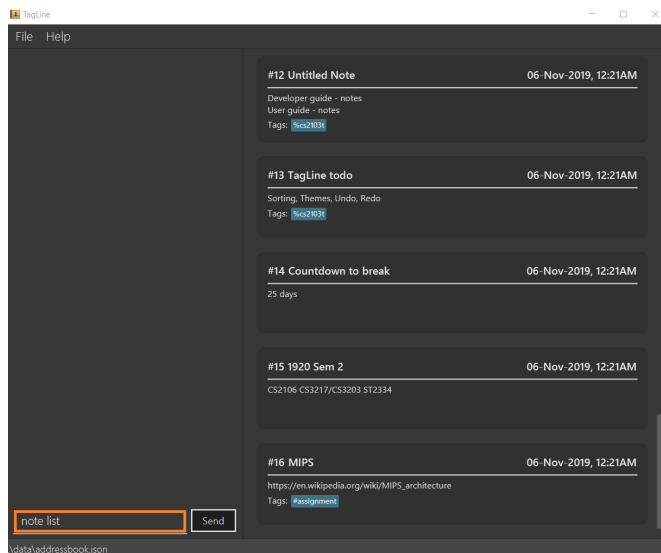 TagLine
File Help
#12 Untitled Note 06-Nov-2019, 12:21AM
Developer guide - notes
User guide - notes
Tags: %cs2103t
#13 TagLine todo 06-Nov-2019, 12:21AM
Sorting, Themes, Undo, Redo
Tags: %cs2103t
#14 Countdown to break 06-Nov-2019, 12:21AM
25 days
#15 1920 Sem 2 06-Nov-2019, 12:21AM
CS2106 CS3217/CS3203 ST2334
#16 MIPS 06-Nov-2019, 12:21AM
https://en.wikipedia.org/wiki/MIPS_architecture
Tags: #assignment
note list Send
\data\addressbook.json